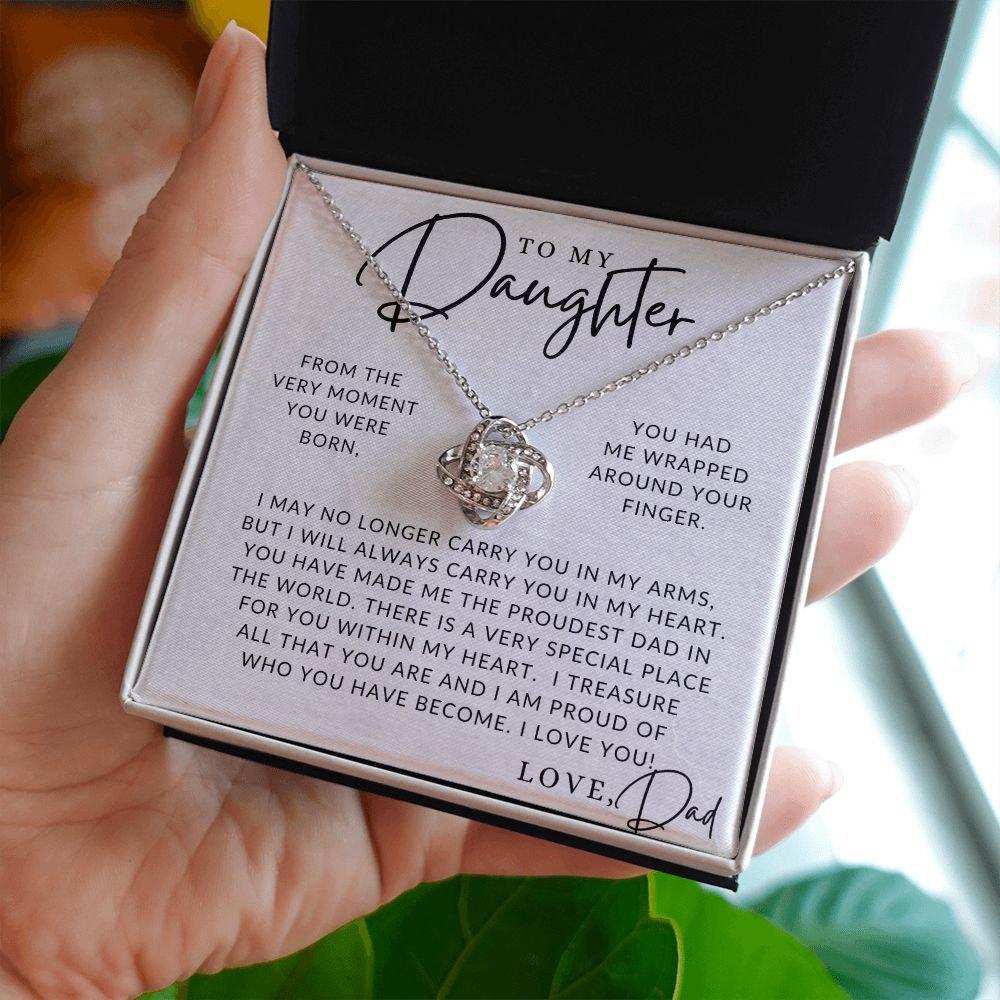 TO MY
Daughter
FROM THE
VERY MOMENT
YOU WERE
BORN,
YOU HAD
ME WRAPPED
AROUND YOUR
FINGER.
I MAY NO LONGER CARRY YOU IN MY ARMS,
BUT I WILL ALWAYS CARRY YOU IN MY HEART.
YOU HAVE MADE ME THE PROUDEST DAD IN
THE WORLD. THERE IS A VERY SPECIAL PLACE
FOR YOU WITHIN MY HEART. I TREASURE
ALL THAT YOU ARE AND I AM PROUD OF
WHO YOU HAVE BECOME. I LOVE YOU!
LOVE, Dad